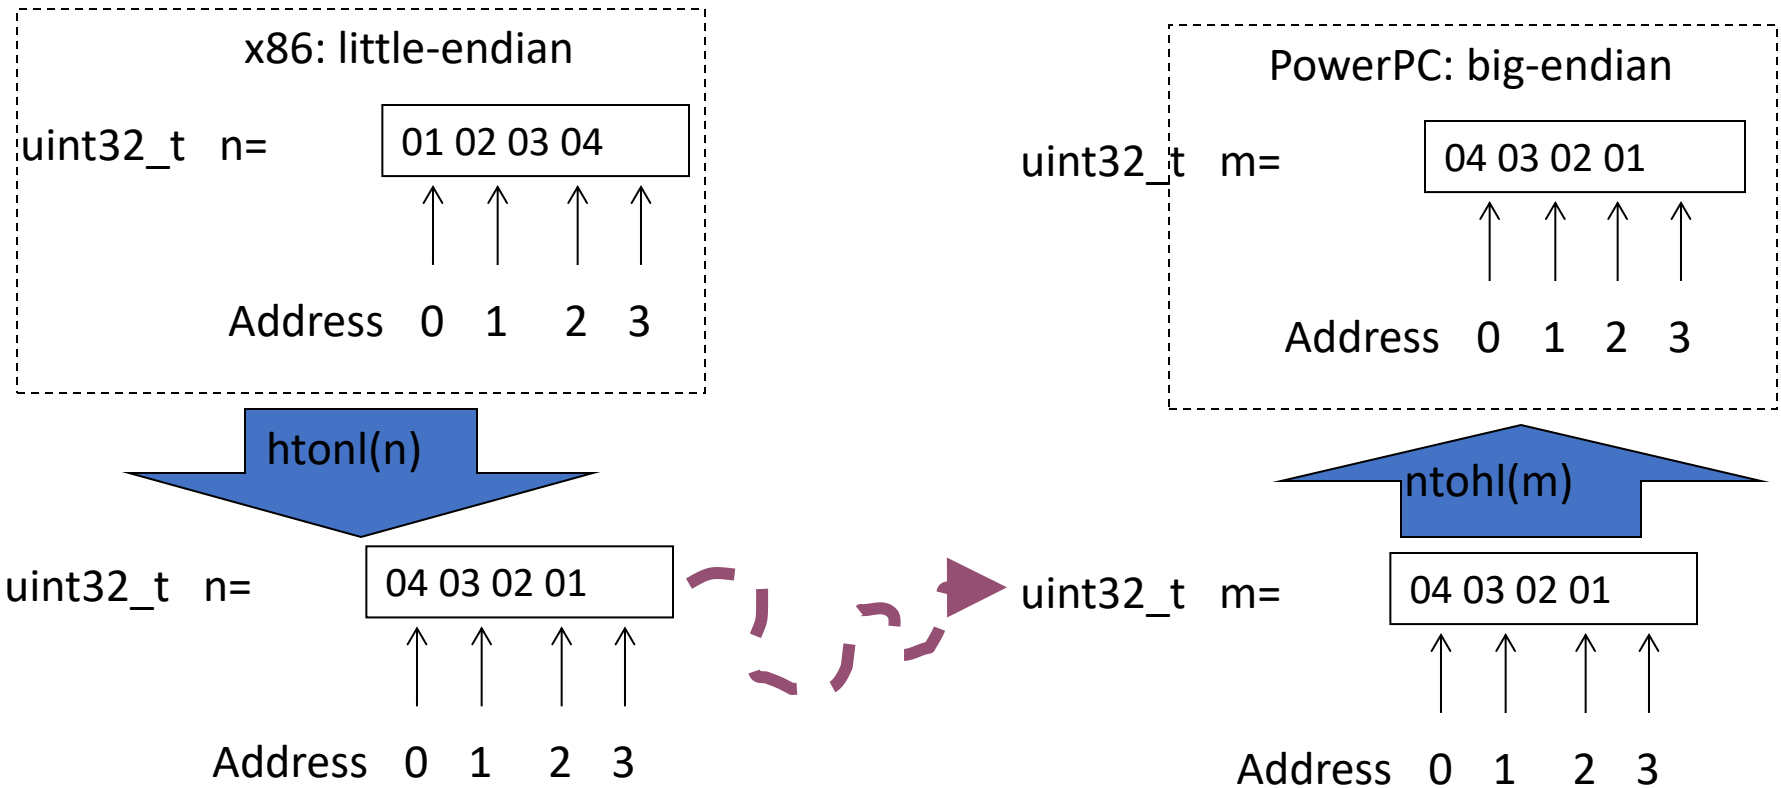 x86: little-endian
uint32_t n= 01 02 03 04
Address 0 1 2 3
htonl(n)
uint32_t n= 04 03 02 01
Address 0 1 2 3
PowerPC: big-endian
uint32_t m= 04 03 02 01
Address 0 1 2 3
ntohl(m)
uint32_t m= 04 03 02 01
Address 0 1 2 3